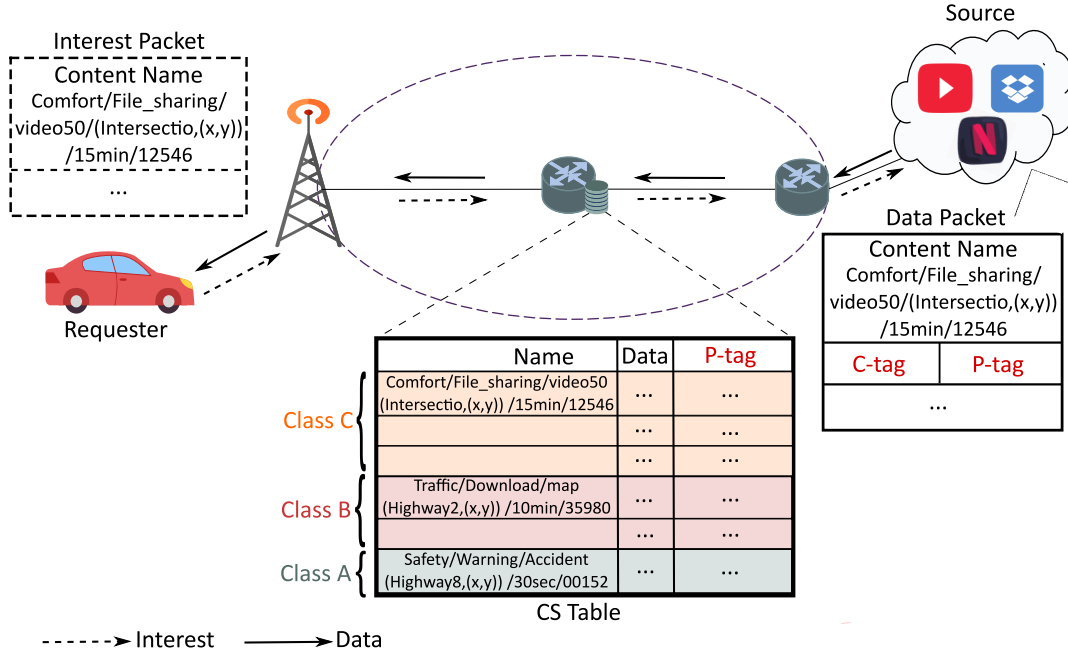 Source
Interest Packet
Content Name
Comfort/File_sharing/
video50/(Intersectio,(x,y))
/15min/12546
...
N
Requester
Data Packet
Content Name
Comfort/File_sharing/
video50/(Intersectio,(x,y))
/15min/12546
C-tag P-tag
...
Name Data P-tag
Class C
Comfort/File_sharing/video50
(Intersectio,(x,y)) /15min/12546 ... ...
... ...
... ...
Class B
Traffic/Download/map
(Highway2,(x,y)) /10min/35980 ... ...
... ...
Class A
Safety/Warning/Accident
(Highway8,(x,y)) /30sec/00152 ... ...
CS Table
Interest Data